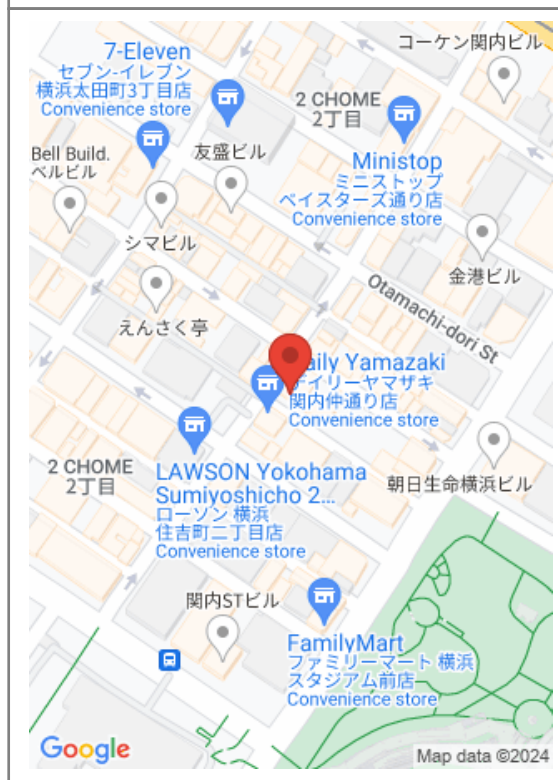 コーケン関内ビル
7-Eleven
セブン-イレブン
横浜太田町3丁目店
Convenience store
2 CHOME
2丁目
Bell Build.
ベルビル
友盛ビル
Ministop
ミニストップ
ベイスターズ通り店
Convenience store
シマビル
金港ビル
Otamachi-dori St
えんさく亭
aily Yamazaki
デイリーヤマザキ
関内仲通り店
Convenience store
2 CHOME
2丁目
LAWSON Yokohama
Sumiyoshicho 2...
ローソン 横浜
住吉町二丁目店
Convenience store
朝日生命横浜ビル
関内STビル
FamilyMart
ファミリーマート 横浜
スタジアム前店
Convenience store
Google
Map data ©2024